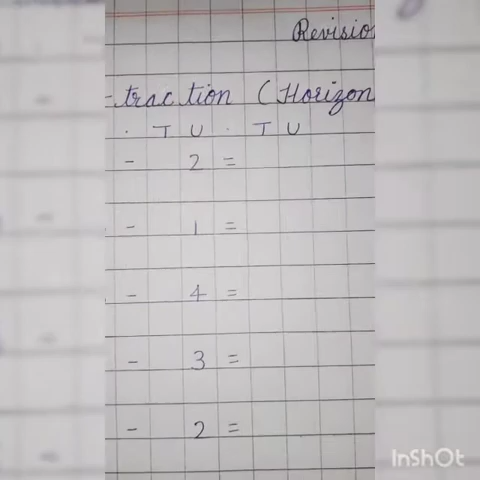 Revisio
-traction (Horizon
. T U . T U
- 2 =
- 1 =
- 4 =
- 3 =
- 2 =
InShOt